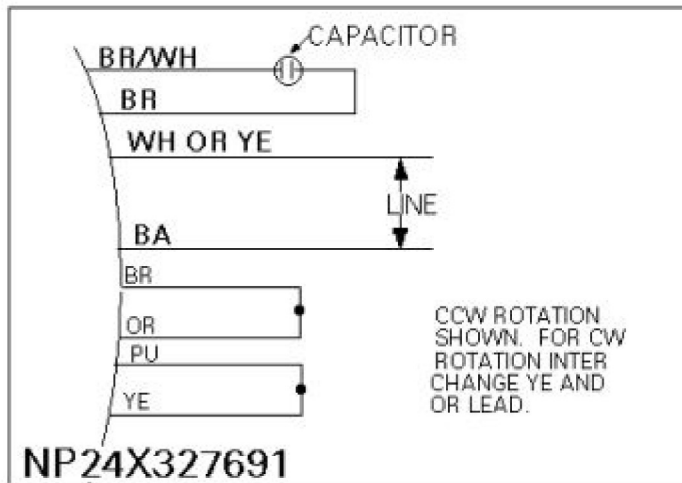 CAPACITOR
BR/WH
BR
WH OR YE
LINE
BA
BR
OR
PU
YE
CCW ROTATION
SHOWN. FOR CW
ROTATION INTER
CHANGE YE AND
OR LEAD.
NP24X327691